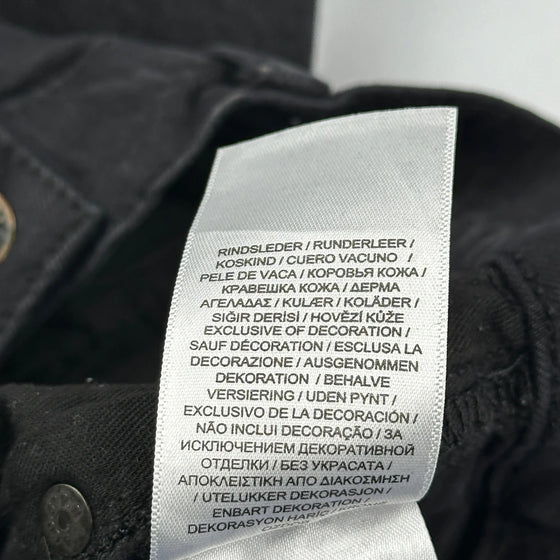 RINDSLEDER / RUNDERLEER /
KOSKIND / CUERO VACUNO /
PELE DE VACA / КОРОВЬЯ КОЖА /
КРАВЕШКА КОЖА / ΔΕΡΜΑ
ΑΓΕΛΑΔΑΣ / KULÆR / KOLÄDER /
SIĞIR DERİSİ / HOVĚZÍ KŮŽE
EXCLUSIVE OF DECORATION /
SAUF DÉCORATION / ESCLUSA LA
DECORAZIONE / AUSGENOMMEN
DEKORATION / BEHALVE
VERSIERING / UDEN PYNT /
EXCLUSIVO DE LA DECORACIÓN /
NÃO INCLUI DECORAÇÃO / ЗА
ИСКЛЮЧЕНИЕМ ДЕКОРАТИВНОЙ
ОТДЕЛКИ / БЕЗ УКРАСАТА /
ΑΠΟΚΛΕΙΣΤΙΚΗ ΑΠΟ ΔΙΑΚΟΣΜΗΣΗ
/ UTELUKKER DEKORASJON /
ENBART DEKORATION /
DEKORASYON HARİÇ